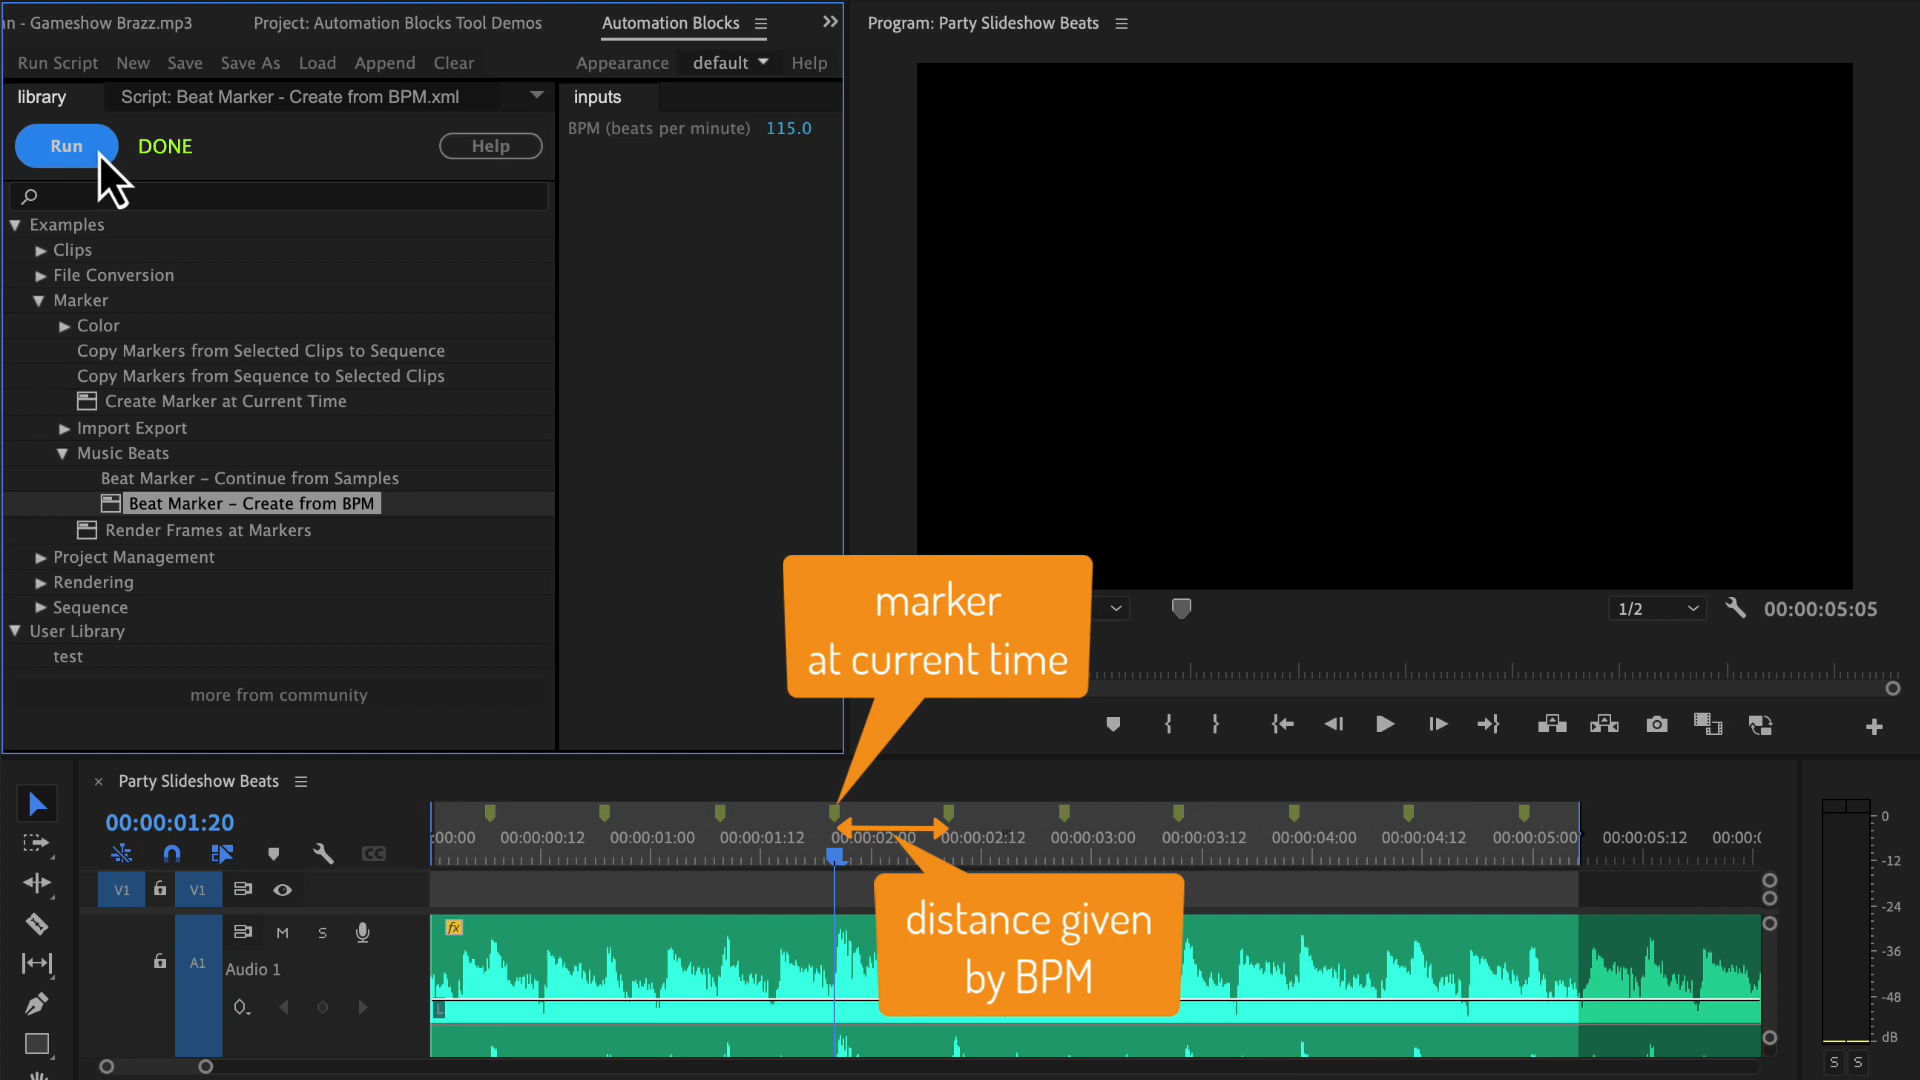 n - Gameshow Brazz.mp3
Project: Automation Blocks Tool Demos
Automation Blocks
Program: Party Slideshow Beats
Run Script New Save Save As Load Append Clear
Appearance default Help
library
Script: Beat Marker - Create from BPM.xml
inputs
BPM (beats per minute) 115.0
Run
DONE
Help
Examples
Clips
File Conversion
Marker
Color
Copy Markers from Selected Clips to Sequence
Copy Markers from Sequence to Selected Clips
Create Marker at Current Time
Import Export
Music Beats
Beat Marker – Continue from Samples
Beat Marker – Create from BPM
Render Frames at Markers
Project Management
Rendering
Sequence
User Library
test
more from community
marker
at current time
1/2
00:00:05:05
Party Slideshow Beats
00:00:01:20
:00:00 00:00:00:12 00:00:01:00 00:00:01:12 00:00:02:00 00:00:02:12 00:00:03:00 00:00:03:12 00:00:04:00 00:00:04:12 00:00:05:00 00:00:05:12 00:00:0
CC
V1 V1
fx
M S
A1
Audio 1
L
distance given
by BPM
0
-12
-24
-36
-48
dB
S S